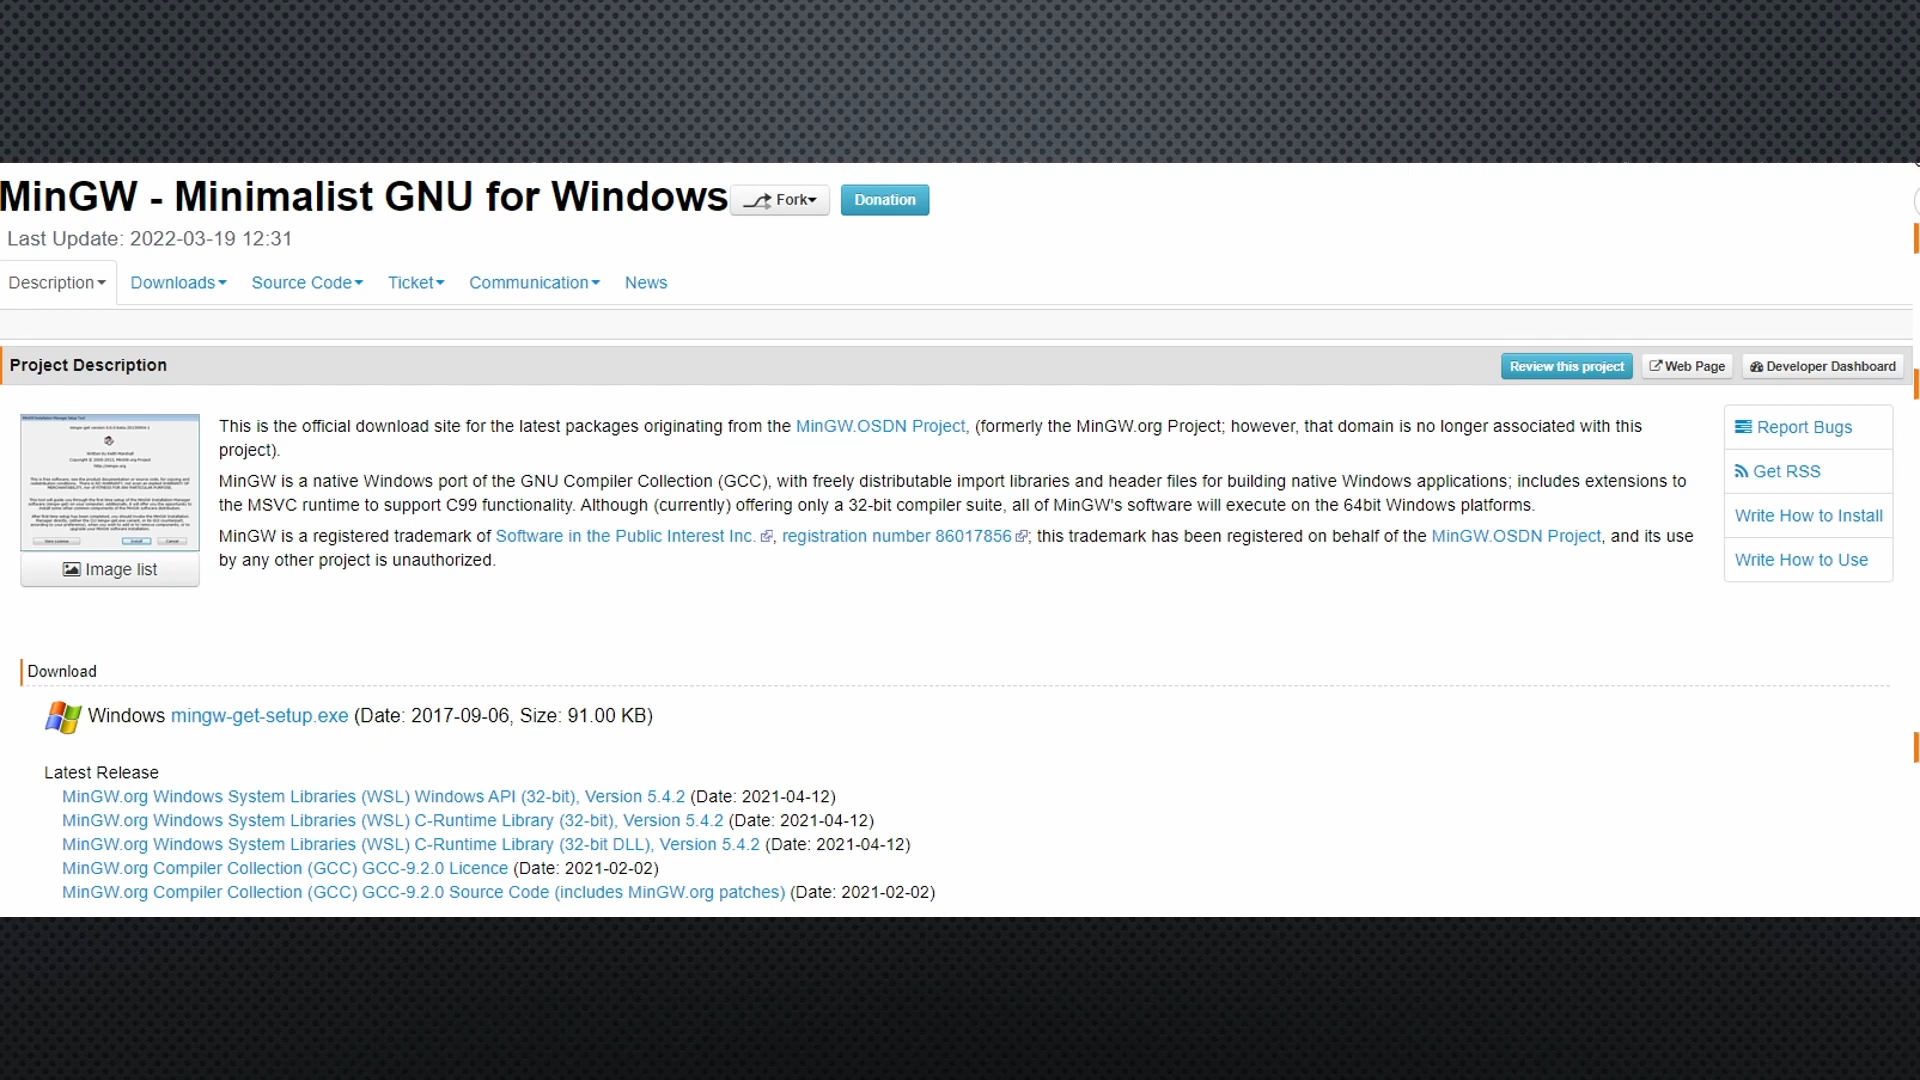 MinGW - Minimalist GNU for Windows Fork Donation
Last Update: 2022-03-19 12:31
Description Downloads Source Code Ticket Communication News
Project Description Review this project Web Page Developer Dashboard
This is the official download site for the latest packages originating from the MinGW.OSDN Project, (formerly the MinGW.org Project; however, that domain is no longer associated with this
project).
MinGW is a native Windows port of the GNU Compiler Collection (GCC), with freely distributable import libraries and header files for building native Windows applications; includes extensions to
the MSVC runtime to support C99 functionality. Although (currently) offering only a 32-bit compiler suite, all of MinGW's software will execute on the 64bit Windows platforms.
MinGW is a registered trademark of Software in the Public Interest Inc. , registration number 86017856 ; this trademark has been registered on behalf of the MinGW.OSDN Project, and its use
by any other project is unauthorized.
Image list
Report Bugs
Get RSS
Write How to Install
Write How to Use
Download
Windows mingw-get-setup.exe (Date: 2017-09-06, Size: 91.00 KB)
Latest Release
MinGW.org Windows System Libraries (WSL) Windows API (32-bit), Version 5.4.2 (Date: 2021-04-12)
MinGW.org Windows System Libraries (WSL) C-Runtime Library (32-bit), Version 5.4.2 (Date: 2021-04-12)
MinGW.org Windows System Libraries (WSL) C-Runtime Library (32-bit DLL), Version 5.4.2 (Date: 2021-04-12)
MinGW.org Compiler Collection (GCC) GCC-9.2.0 Licence (Date: 2021-02-02)
MinGW.org Compiler Collection (GCC) GCC-9.2.0 Source Code (includes MinGW.org patches) (Date: 2021-02-02)